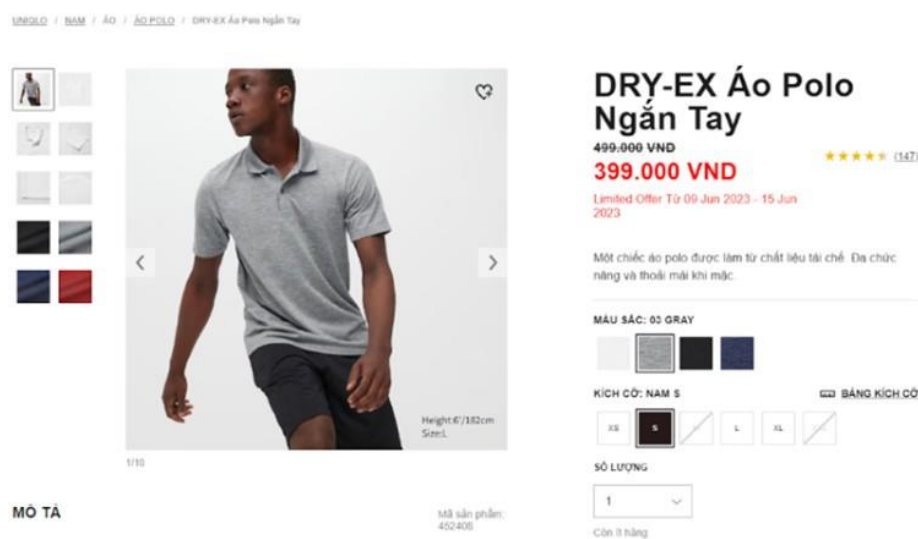 UNIQLO / NAM / ÁO / ÁO POLO / DRY-EX Áo Polo Ngắn Tay
DRY-EX Áo Polo
Ngắn Tay
499.000 VND
399.000 VND
(147)
Limited Offer Từ 09 Jun 2023 - 15 Jun
2023
Một chiếc áo polo được làm từ chất liệu tái chế. Đa chức
năng và thoải mái khi mặc.
MÀU SẮC: 03 GRAY
KÍCH CỠ: NAM S
BẢNG KÍCH CỠ
XS S L XL
Height:6'/182cm
Size:L
1/10
SỐ LƯỢNG
1
Còn ít hàng
MÔ TẢ
Mã sản phẩm:
452406